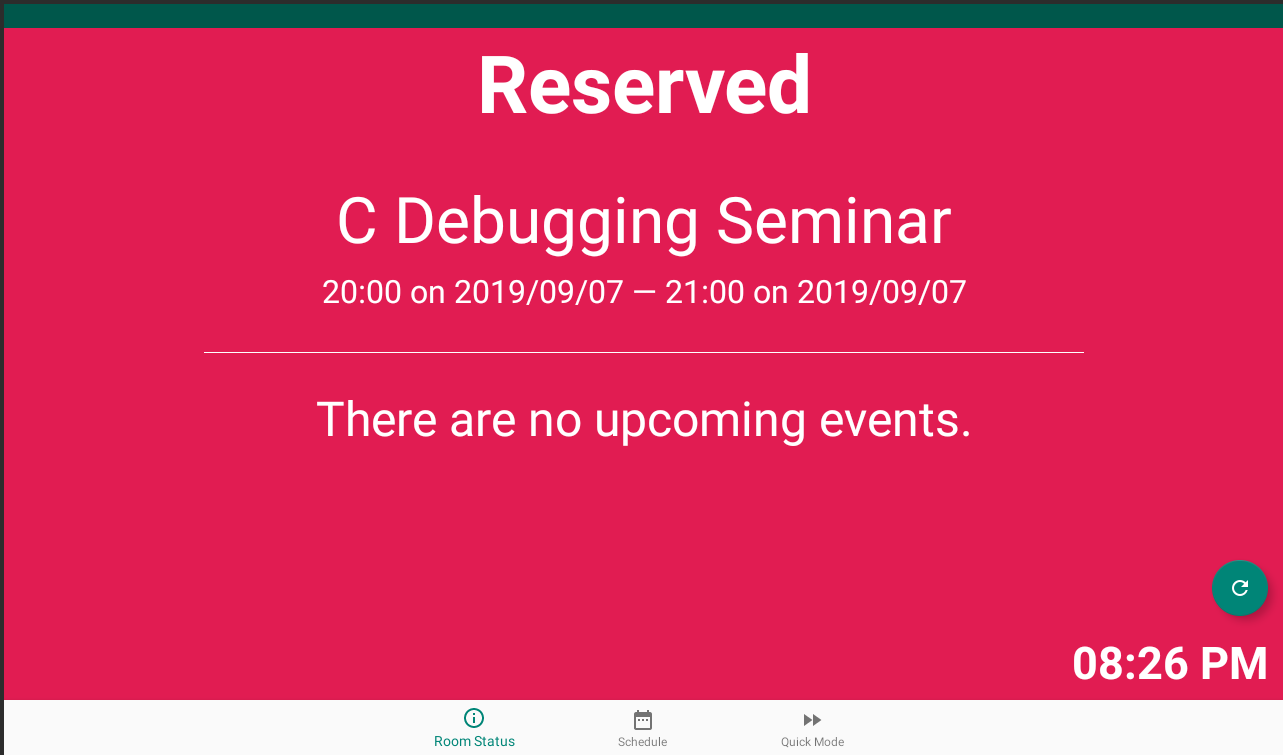 Reserved
C Debugging Seminar
20:00 on 2019/09/07 — 21:00 on 2019/09/07
There are no upcoming events.
08:26 PM
Room Status
Schedule
Quick Mode